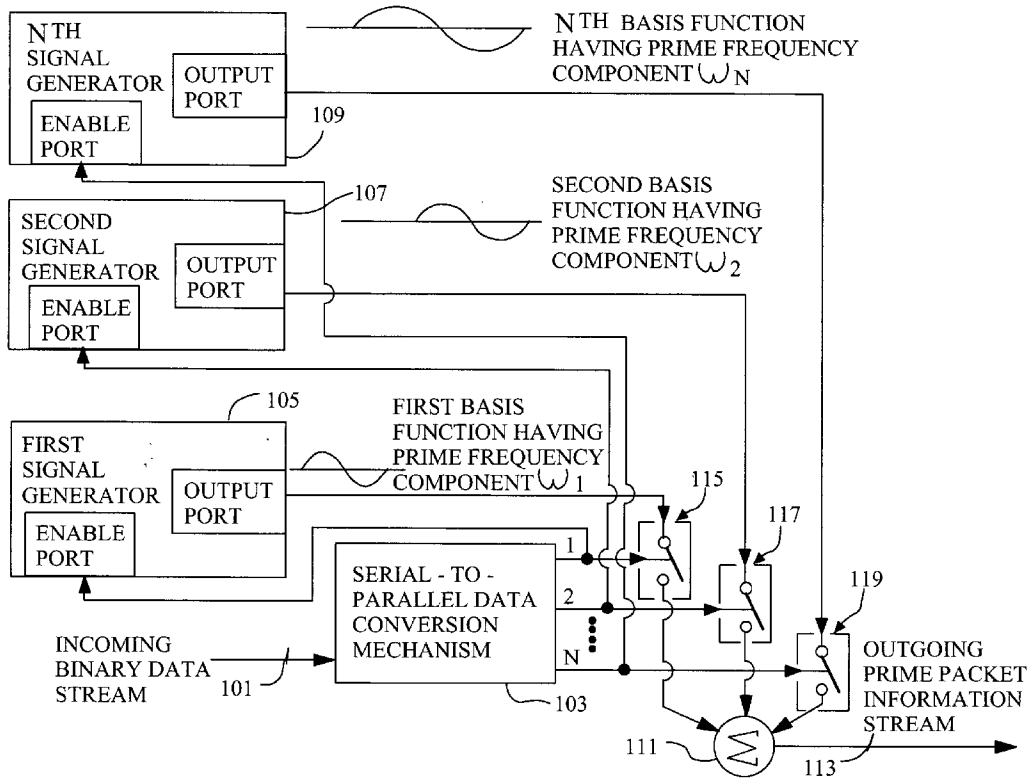 NTH
SIGNAL
GENERATOR
OUTPUT
PORT
ENABLE
PORT
109
NTH BASIS FUNCTION
HAVING PRIME FREQUENCY
COMPONENT ω N
SECOND
SIGNAL
GENERATOR
OUTPUT
PORT
ENABLE
PORT
107
SECOND BASIS
FUNCTION HAVING
PRIME FREQUENCY
COMPONENT ω 2
105
FIRST
SIGNAL
GENERATOR
OUTPUT
PORT
ENABLE
PORT
FIRST BASIS
FUNCTION HAVING
PRIME FREQUENCY
COMPONENT ω 1
115
117
119
SERIAL - TO -
PARALLEL DATA
CONVERSION
MECHANISM
1
2
N
103
INCOMING
BINARY DATA
STREAM
101
OUTGOING
PRIME PACKET
INFORMATION
STREAM
111
Σ
113